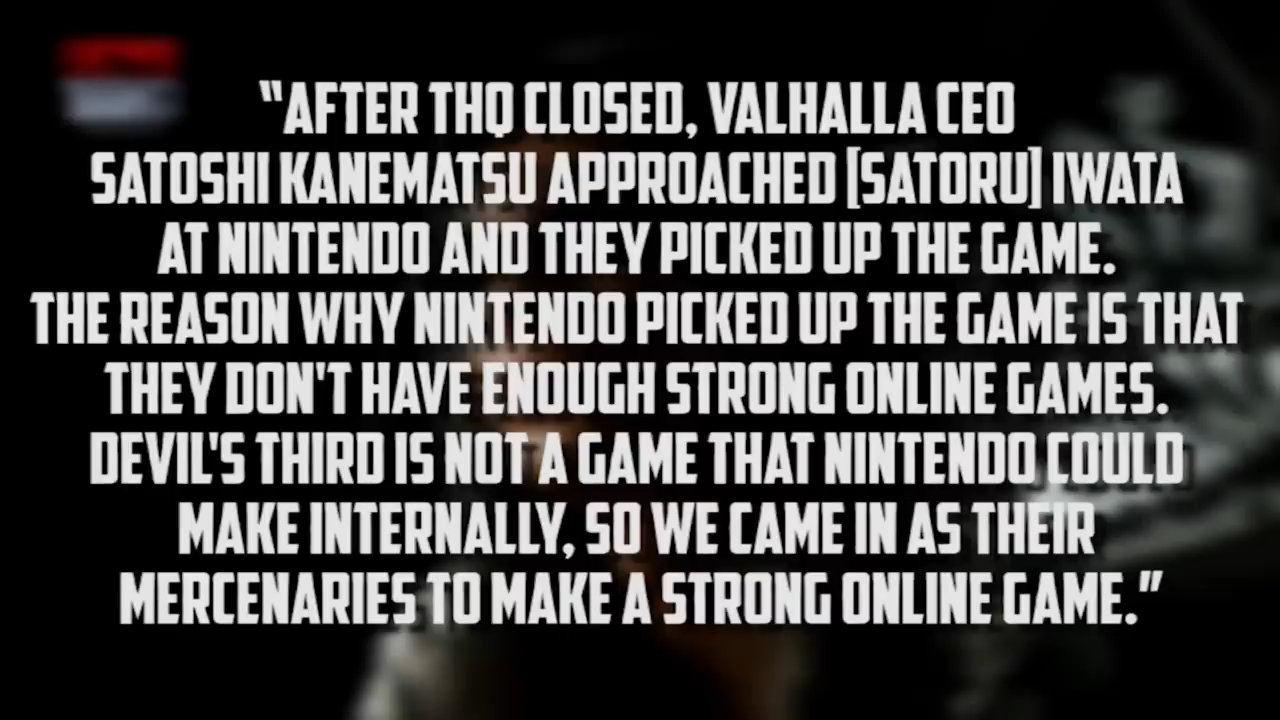 “AFTER THQ CLOSED, VALHALLA CEO
SATOSHI KANEMATSU APPROACHED [SATORU] IWATA
AT NINTENDO AND THEY PICKED UP THE GAME.
THE REASON WHY NINTENDO PICKED UP THE GAME IS THAT
THEY DON'T HAVE ENOUGH STRONG ONLINE GAMES.
DEVIL'S THIRD IS NOT A GAME THAT NINTENDO COULD
MAKE INTERNALLY, SO WE CAME IN AS THEIR
MERCENARIES TO MAKE A STRONG ONLINE GAME.”